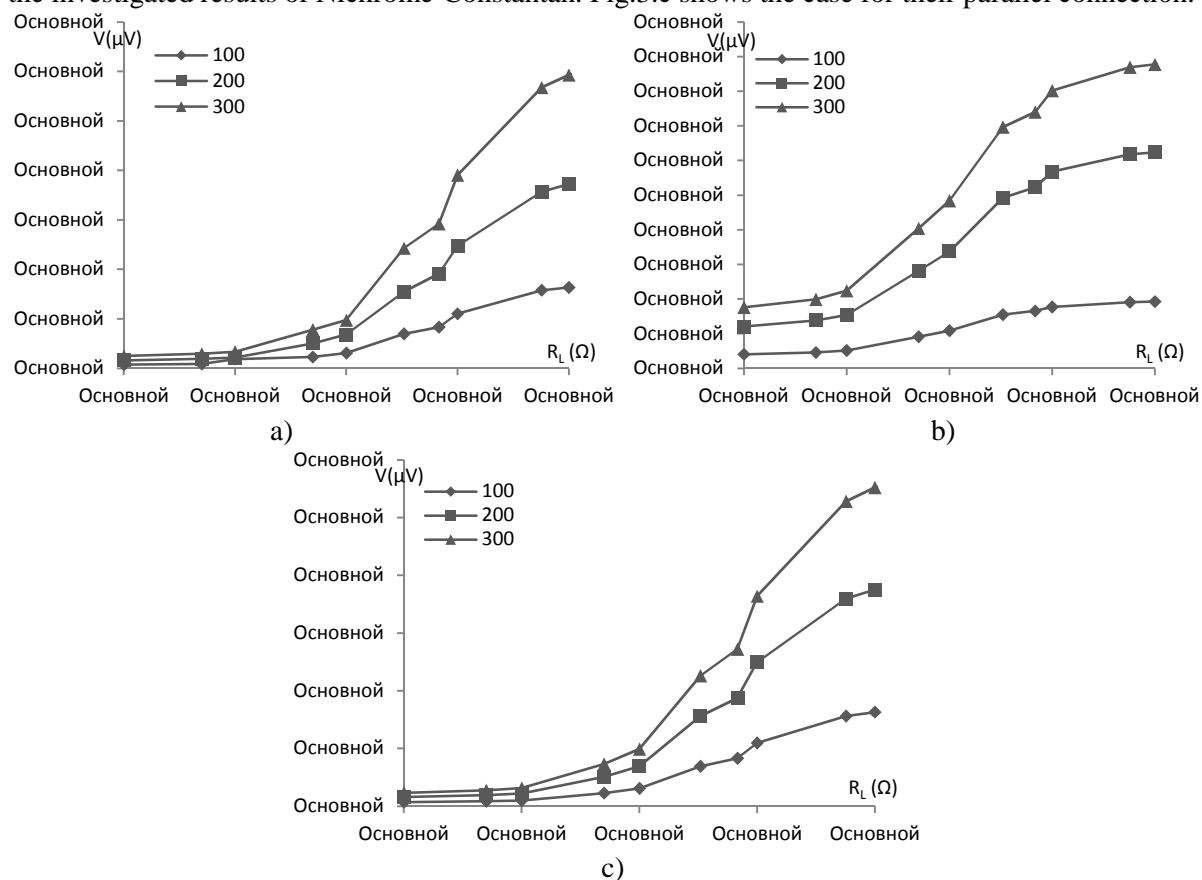 the investigated results of Nichrome-Constantan. Fig.3.c shows the case for their parallel connection.
V(μV)
Основной
Основной
Основной
Основной
Основной
Основной
Основной
Основной
100
200
300
R_L (Ω)
Основной Основной Основной Основной Основной
a)
V(μV)
Основной
Основной
Основной
Основной
Основной
Основной
Основной
Основной
Основной
Основной
Основной
100
200
300
R_L (Ω)
Основной Основной Основной Основной Основной
b)
V(μV)
Основной
Основной
Основной
Основной
Основной
Основной
Основной
100
200
300
R_L (Ω)
Основной Основной Основной Основной Основной
c)